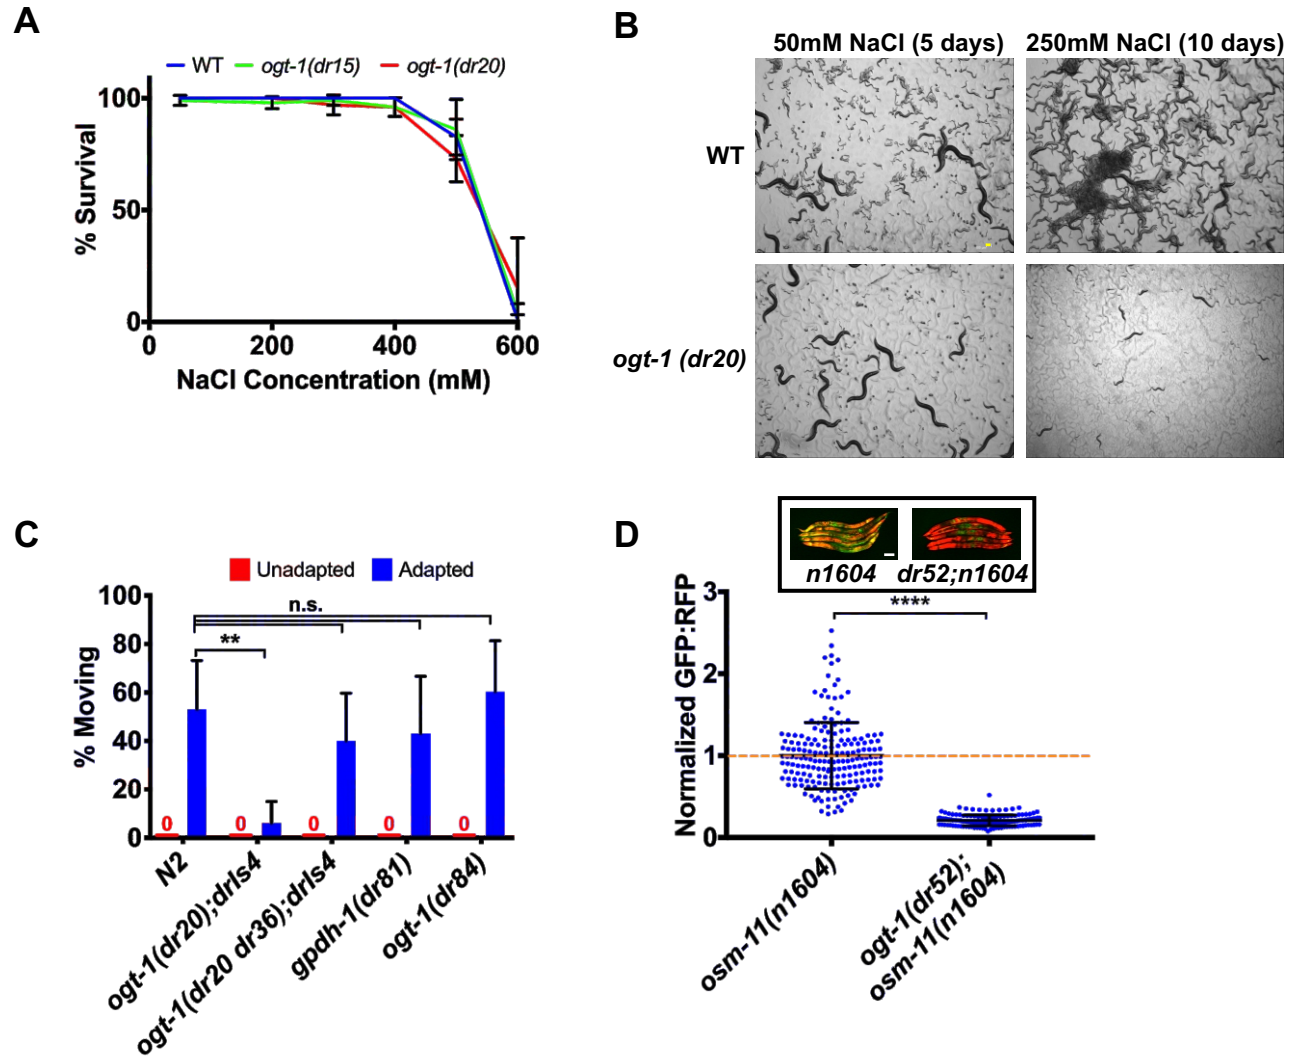 A
WT ogt-1(dr15) ogt-1(dr20)
100
50
0
% Survival
0 200 400 600
NaCl Concentration (mM)
B
50mM NaCl (5 days) 250mM NaCl (10 days)
WT
ogt-1 (dr20)
C
Unadapted Adapted
n.s.
**
100
80
60
40
20
0
% Moving
0 0 0 0 0
N2
ogt-1(dr20);drIs4
ogt-1(dr20 dr36);drIs4
gpdh-1(dr81)
ogt-1(dr84)
D
n1604 dr52;n1604
****
3
2
1
0
Normalized GFP:RFP
osm-11(n1604)
ogt-1(dr52);
osm-11(n1604)